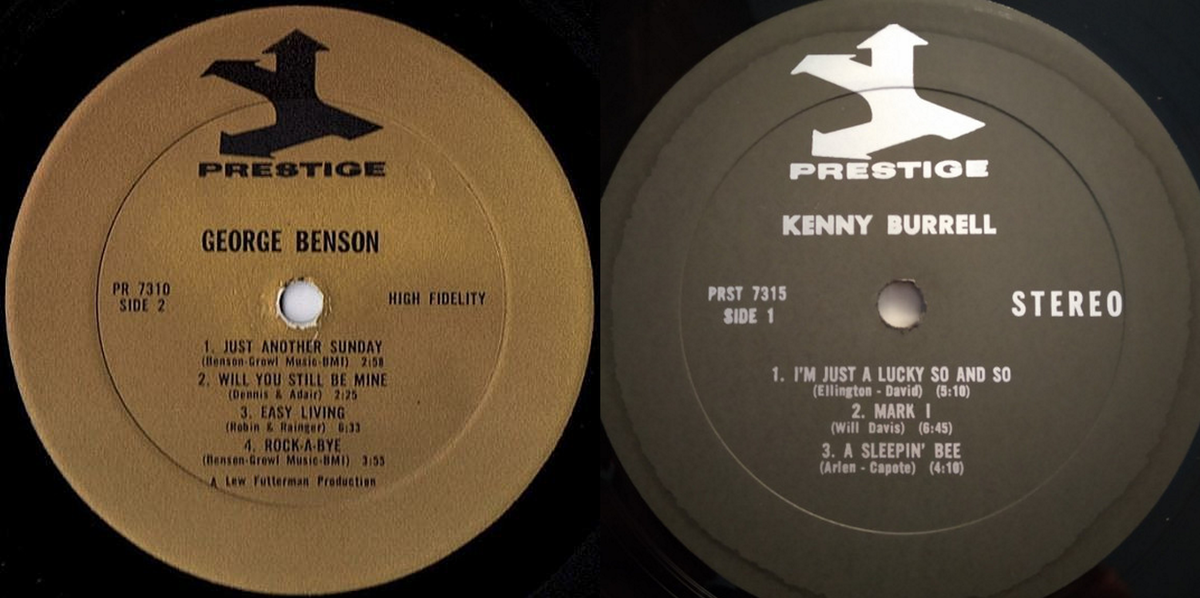 PRESTIGE
GEORGE BENSON
PR 7310
SIDE 2
HIGH FIDELITY
1. JUST ANOTHER SUNDAY
(Benson-Growl Music-BMI) 2:58
2. WILL YOU STILL BE MINE
(Dennis & Adair) 2:25
3. EASY LIVING
(Robin & Rainger) 6:33
4. ROCK-A-BYE
(Benson-Growl Music-BMI) 3:55
A Lew Futterman Production
PRESTIGE
KENNY BURRELL
PRST 7315
SIDE 1
STEREO
1. I'M JUST A LUCKY SO AND SO
(Ellington - David) (5:10)
2. MARK I
(Will Davis) (6:45)
3. A SLEEPIN' BEE
(Arlen - Capote) (4:10)